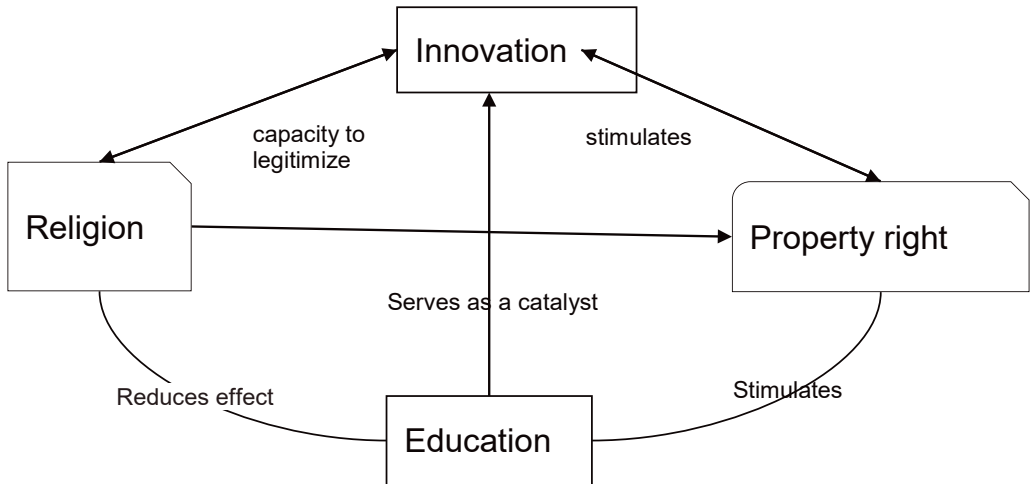 Innovation
capacity to
legitimize
stimulates
Religion
Property right
Serves as a catalyst
Reduces effect
Stimulates
Education